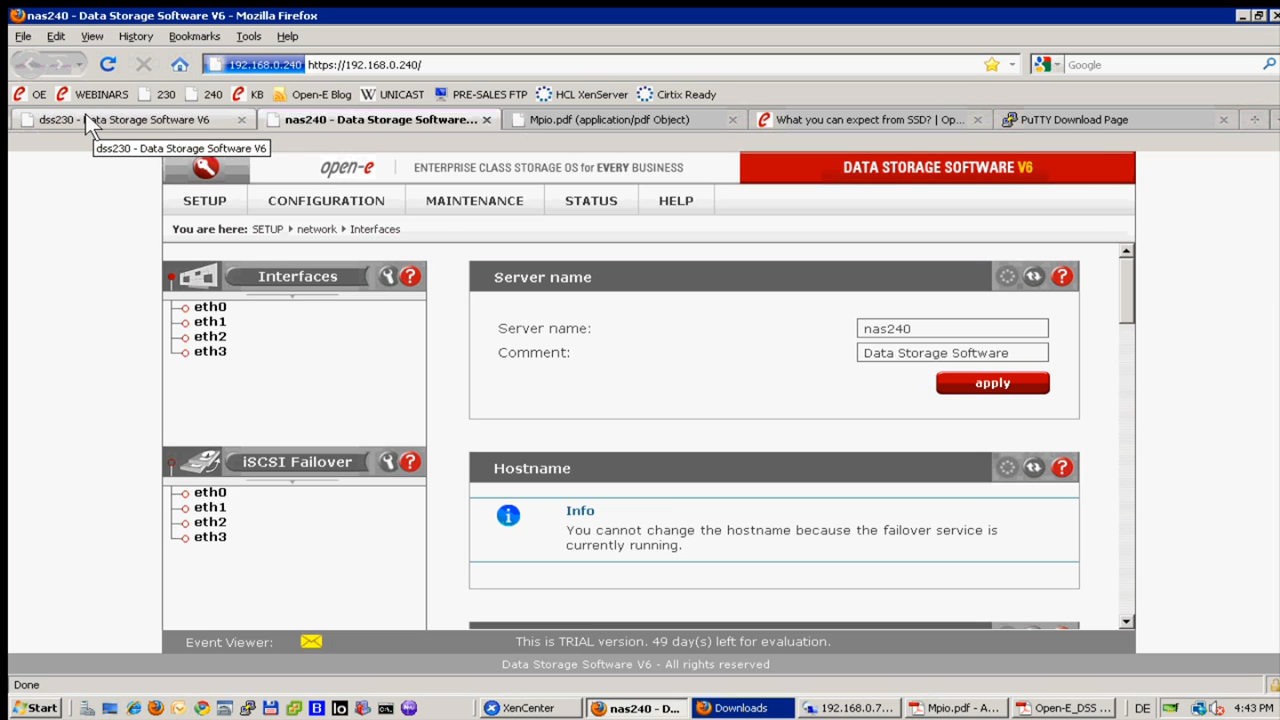 nas240 - Data Storage Software V6 - Mozilla Firefox
File Edit View History Bookmarks Tools Help
192.168.0.240 https://192.168.0.240/ Google
OE WEBINARS 230 240 KB Open-E Blog UNICAST PRE-SALES FTP HCL XenServer Cirtix Ready
dss230 - Data Storage Software V6 nas240 - Data Storage Software... Mpio.pdf (application/pdf Object) What you can expect from SSD? | Op... PuTTY Download Page
dss230 - Data Storage Software V6
open-e ENTERPRISE CLASS STORAGE OS for EVERY BUSINESS DATA STORAGE SOFTWARE V6
SETUP CONFIGURATION MAINTENANCE STATUS HELP
You are here: SETUP network Interfaces
Interfaces
eth0
eth1
eth2
eth3
iSCSI Failover
eth0
eth1
eth2
eth3
Server name
Server name: nas240
Comment: Data Storage Software
apply
Hostname
Info
You cannot change the hostname because the failover service is
currently running.
Event Viewer: This is TRIAL version. 49 day(s) left for evaluation.
Data Storage Software V6 - All rights reserved
Done
Start XenCenter nas240 - D... Downloads 192.168.0.7... Mpio.pdf - A... Open-E_DSS ... DE 4:43 PM